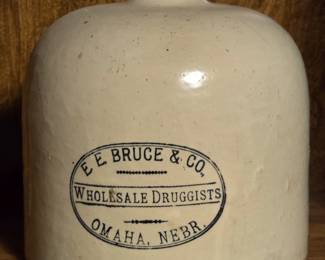 E. E. BRUCE & CO.
WHOLESALE DRUGGISTS
OMAHA, NEBR.